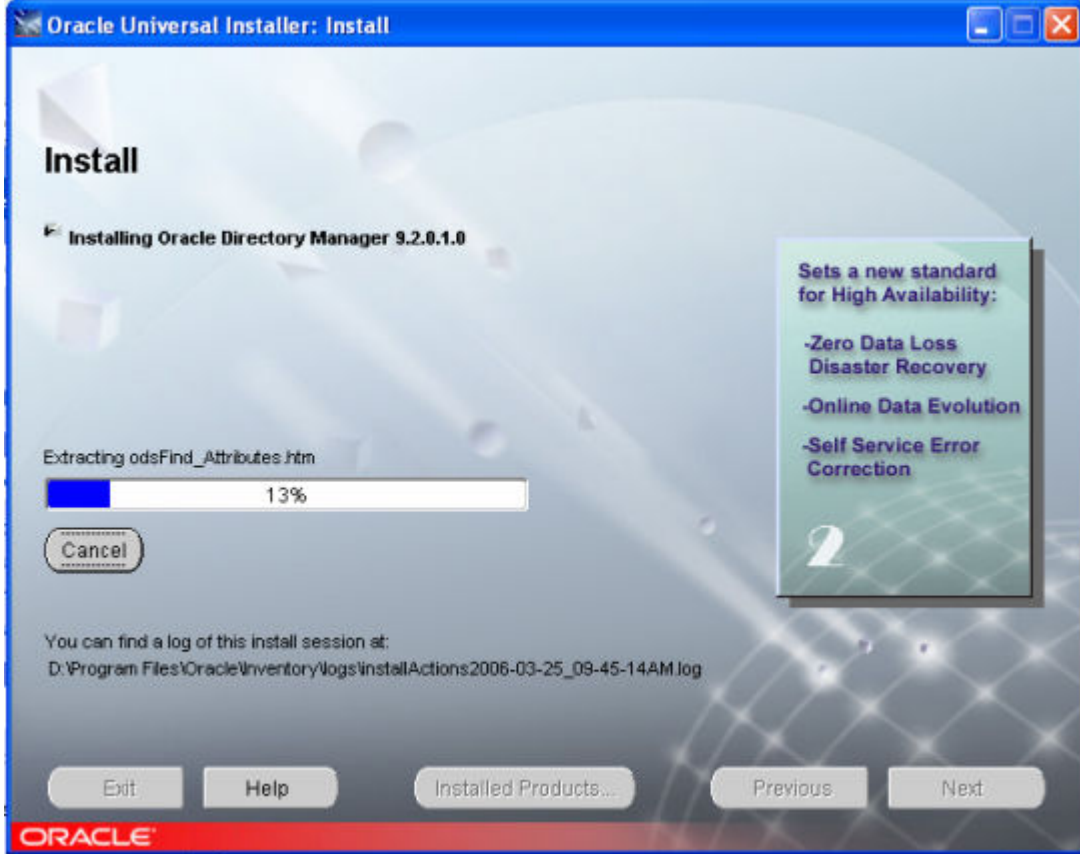 Oracle Universal Installer: Install
Install
Installing Oracle Directory Manager 9.2.0.1.0
Sets a new standard
for High Availability:
-Zero Data Loss
Disaster Recovery
-Online Data Evolution
-Self Service Error
Correction
2
Extracting odsFind_Attributes.htm
13%
Cancel
You can find a log of this install session at:
D:\Program Files\Oracle\Inventory\logs\installActions2006-03-25_09-45-14AM.log
Exit
Help
Installed Products...
Previous
Next
ORACLE